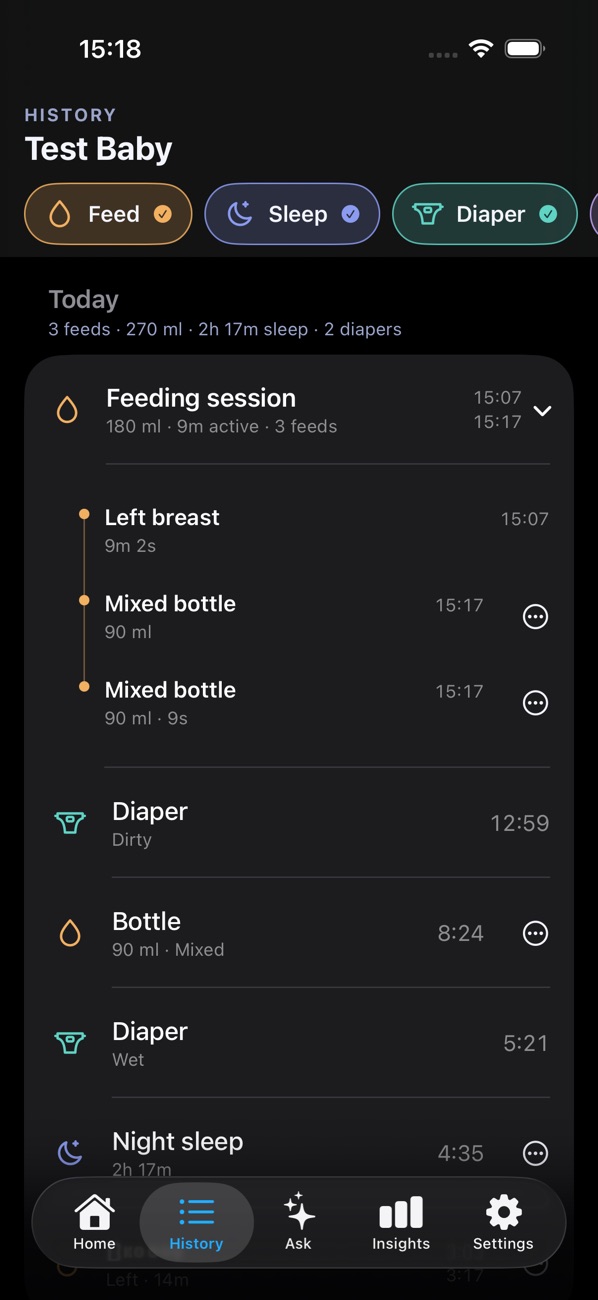 15:18
HISTORY
Test Baby
Feed
Sleep
Diaper
Today
3 feeds · 270 ml · 2h 17m sleep · 2 diapers
Feeding session
15:07
180 ml · 9m active · 3 feeds
15:17
Left breast
15:07
9m 2s
Mixed bottle
15:17
90 ml
Mixed bottle
15:17
90 ml · 9s
Diaper
12:59
Dirty
Bottle
8:24
90 ml · Mixed
Diaper
5:21
Wet
Night sleep
4:35
2h 17m
Home
History
Ask
Insights
Settings
Left · 14m
3:17